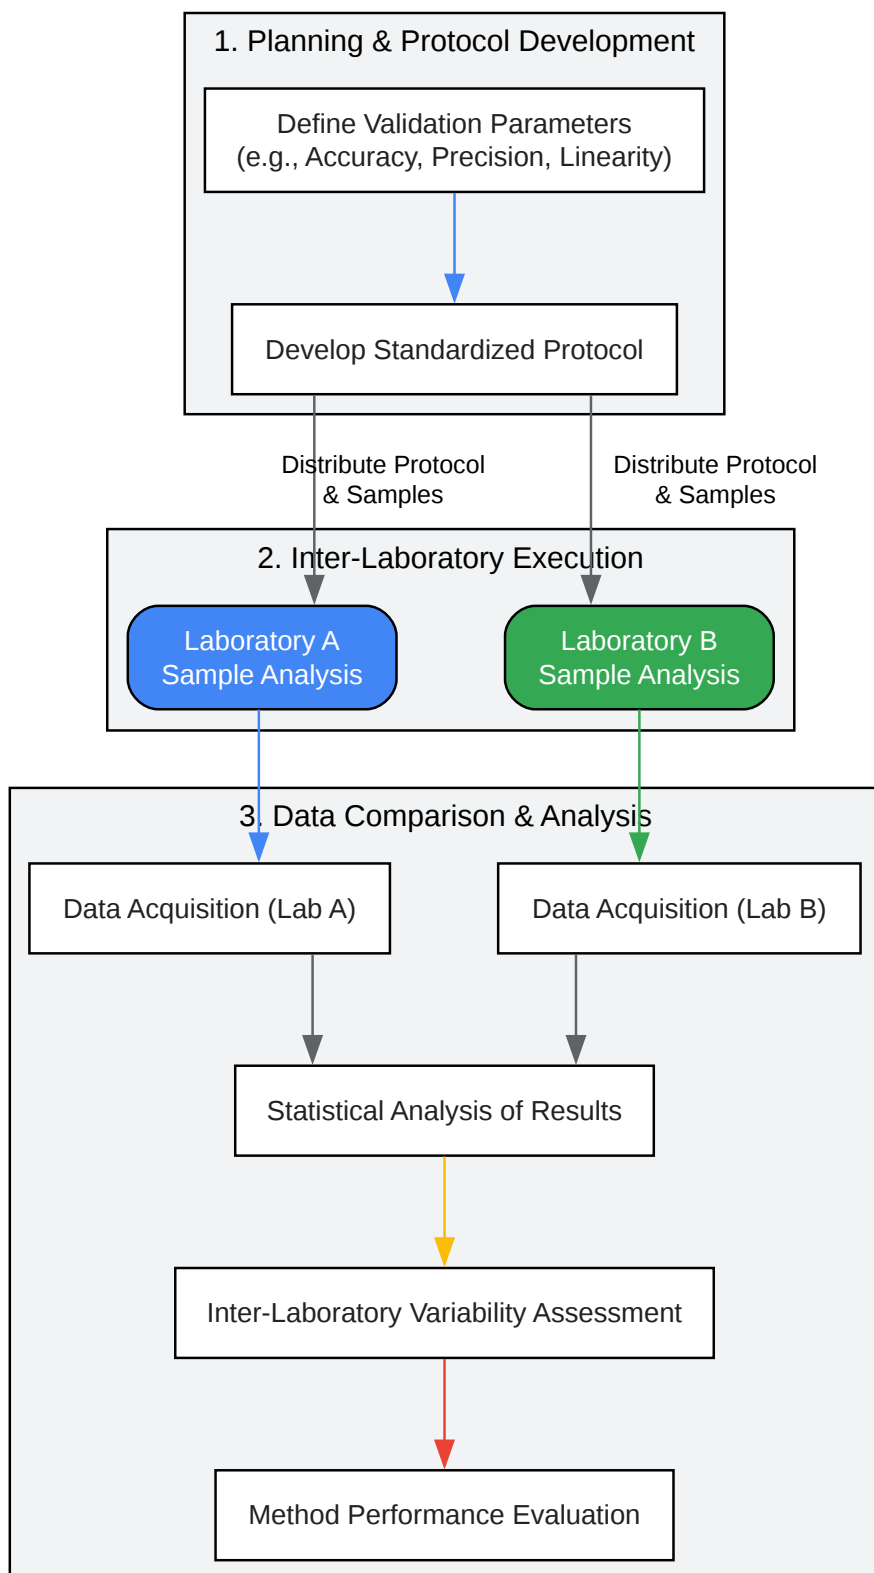 1. Planning & Protocol Development
Define Validation Parameters
(e.g., Accuracy, Precision, Linearity)
Develop Standardized Protocol
Distribute Protocol
& Samples
Distribute Protocol
& Samples
2. Inter-Laboratory Execution
Laboratory A
Sample Analysis
Laboratory B
Sample Analysis
3. Data Comparison & Analysis
Data Acquisition (Lab A)
Data Acquisition (Lab B)
Statistical Analysis of Results
Inter-Laboratory Variability Assessment
Method Performance Evaluation